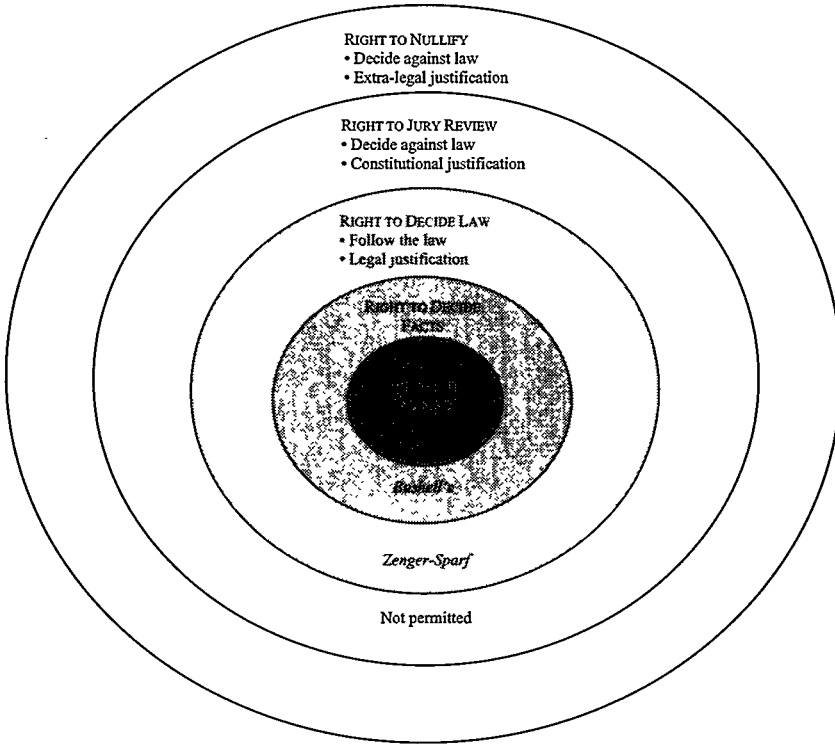 RIGHT TO NULLIFY
• Decide against law
• Extra-legal justification
RIGHT TO JURY REVIEW
• Decide against law
• Constitutional justification
RIGHT TO DECIDE LAW
• Follow the law
• Legal justification
RIGHT TO DECIDE
FACTS
Bushell's
Zenger-Sparf
Not permitted